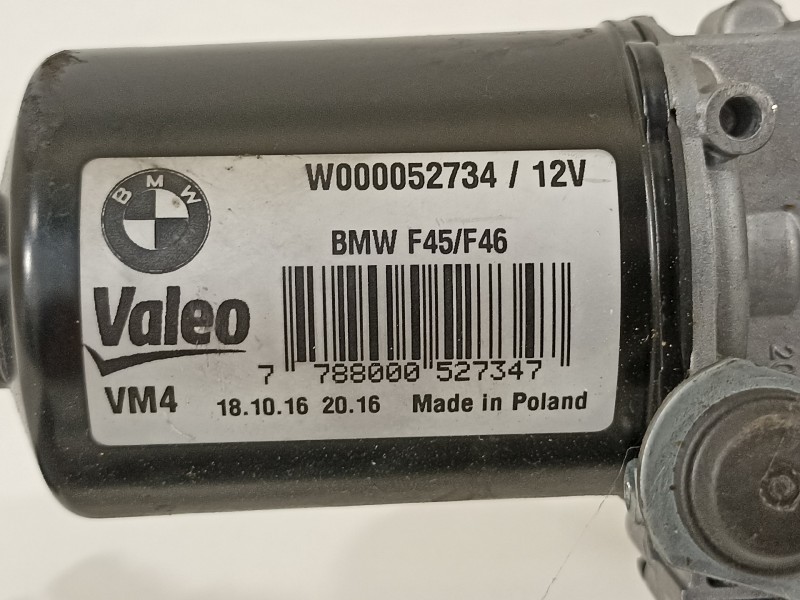 W000052734 / 12V
BMW
BMW F45/F46
Valeo
7 788000 527347
VM4 18.10.16 20.16 Made in Poland